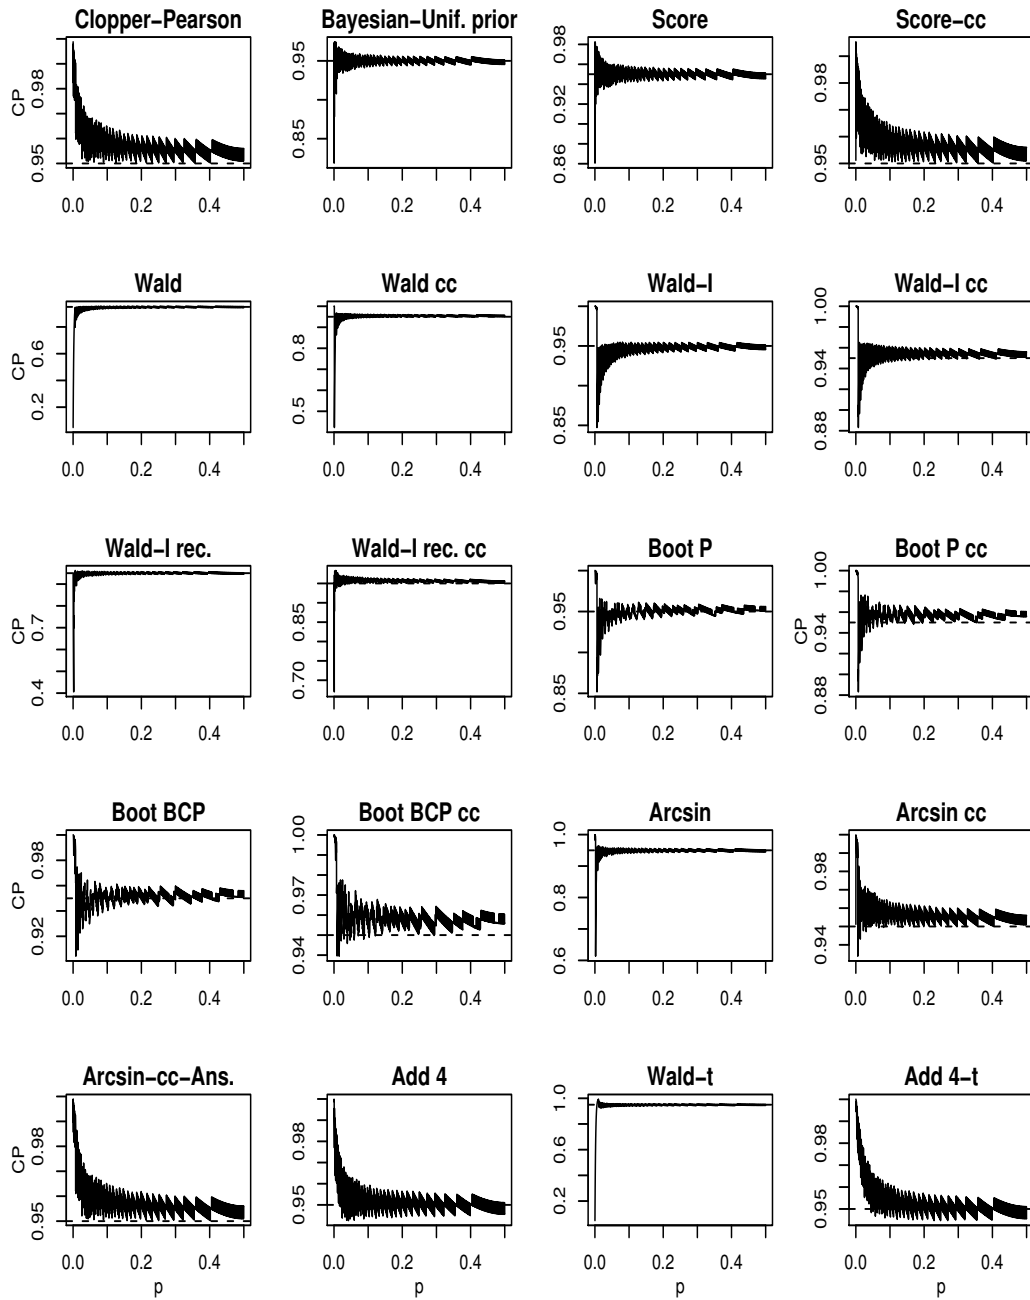 Clopper-Pearson
Bayesian-Unif. prior
Score
Score-cc
CP
0.95 0.98
0.85 0.95
0.86 0.92 0.98
0.95 0.98
0.0 0.2 0.4
0.0 0.2 0.4
0.0 0.2 0.4
0.0 0.2 0.4
Wald
Wald cc
Wald-I
Wald-I cc
CP
0.2 0.6
0.5 0.8
0.85 0.95
0.88 0.94 1.00
0.0 0.2 0.4
0.0 0.2 0.4
0.0 0.2 0.4
0.0 0.2 0.4
Wald-I rec.
Wald-I rec. cc
Boot P
Boot P cc
CP
0.4 0.7
0.70 0.85
0.85 0.95
CP
0.88 0.94 1.00
0.0 0.2 0.4
0.0 0.2 0.4
0.0 0.2 0.4
0.0 0.2 0.4
Boot BCP
Boot BCP cc
Arcsin
Arcsin cc
CP
0.92 0.98
0.94 0.97 1.00
0.6 0.8 1.0
0.94 0.98
0.0 0.2 0.4
0.0 0.2 0.4
0.0 0.2 0.4
0.0 0.2 0.4
Arcsin-cc-Ans.
Add 4
Wald-t
Add 4-t
CP
0.95 0.98
0.95 0.98
0.2 0.6 1.0
0.95 0.98
0.0 0.2 0.4
0.0 0.2 0.4
0.0 0.2 0.4
0.0 0.2 0.4
p
p
p
p